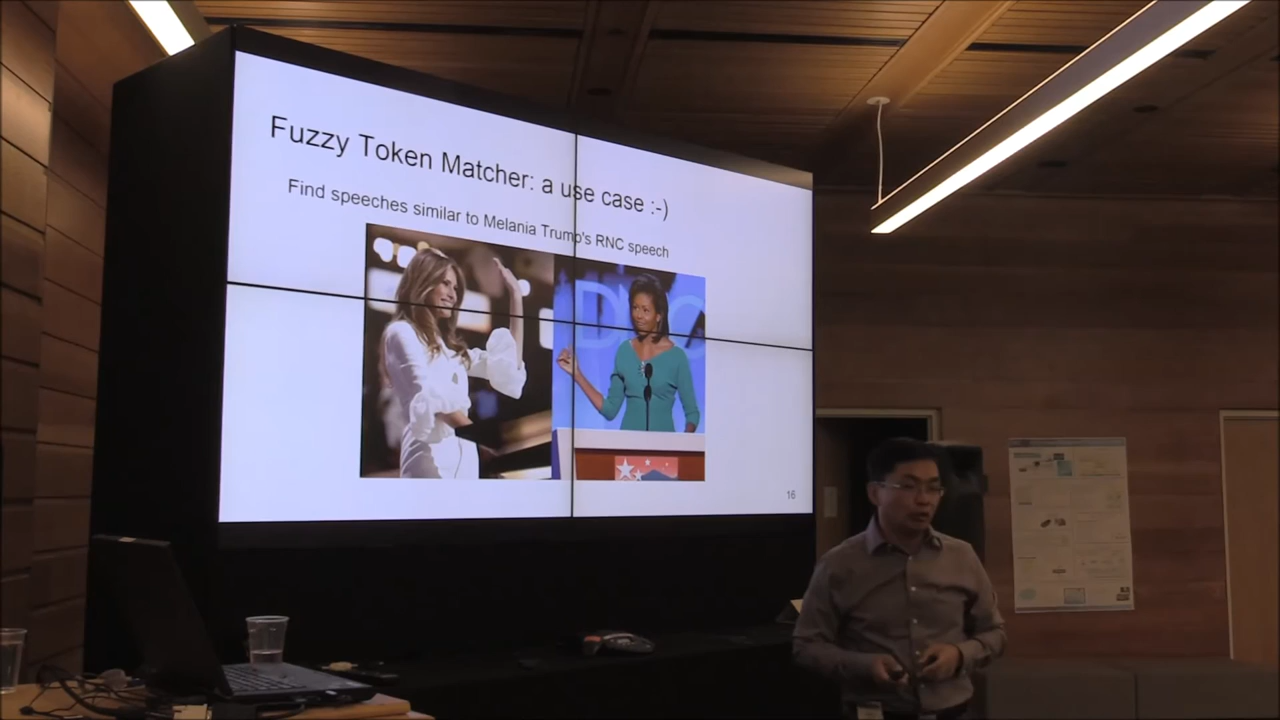 Fuzzy Token Matcher: a use case :-)
Find speeches similar to Melania Trump's RNC speech
16